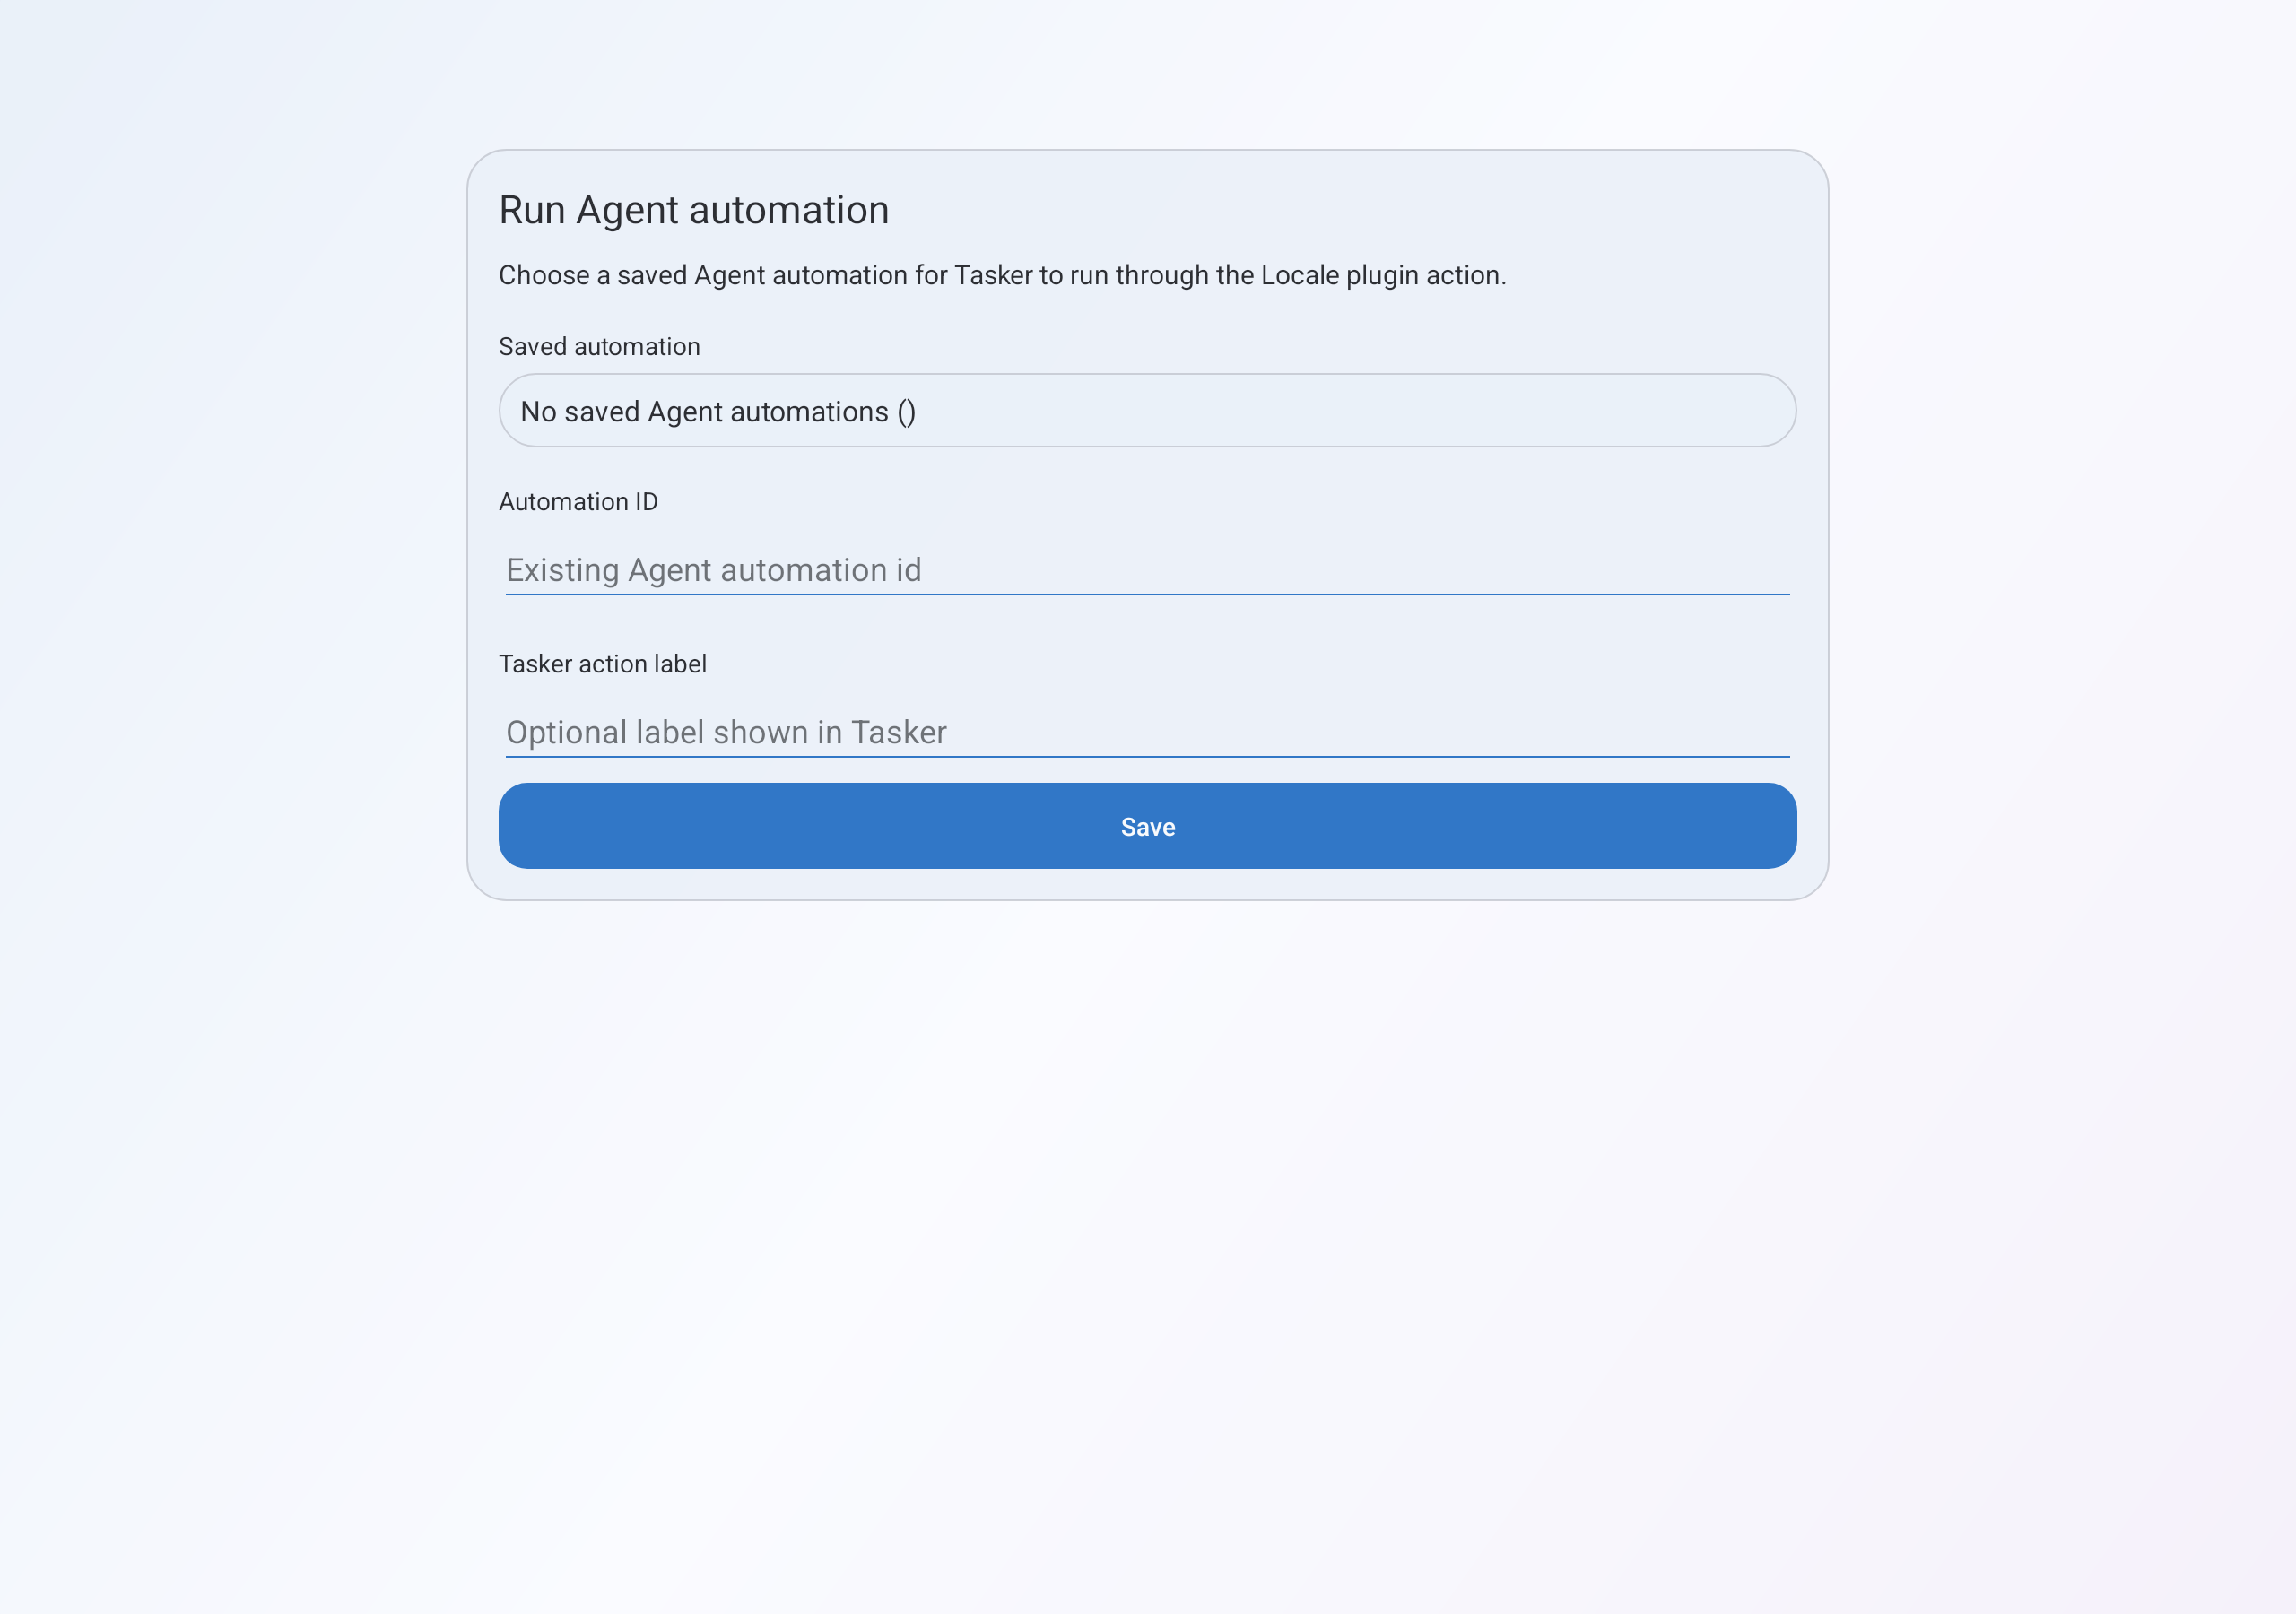 Run Agent automation
Choose a saved Agent automation for Tasker to run through the Locale plugin action.
Saved automation
No saved Agent automations ()
Automation ID
Existing Agent automation id
Tasker action label
Optional label shown in Tasker
Save